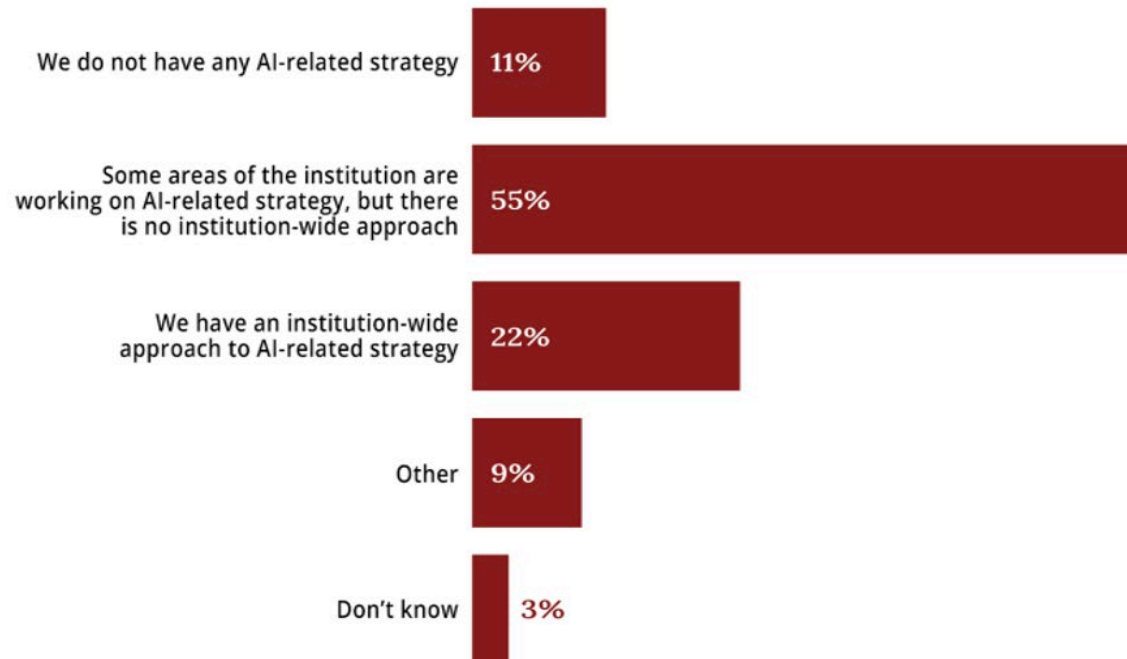 We do not have any AI-related strategy
11%
Some areas of the institution are
working on AI-related strategy, but there
is no institution-wide approach
55%
We have an institution-wide
approach to AI-related strategy
22%
Other
9%
Don’t know
3%